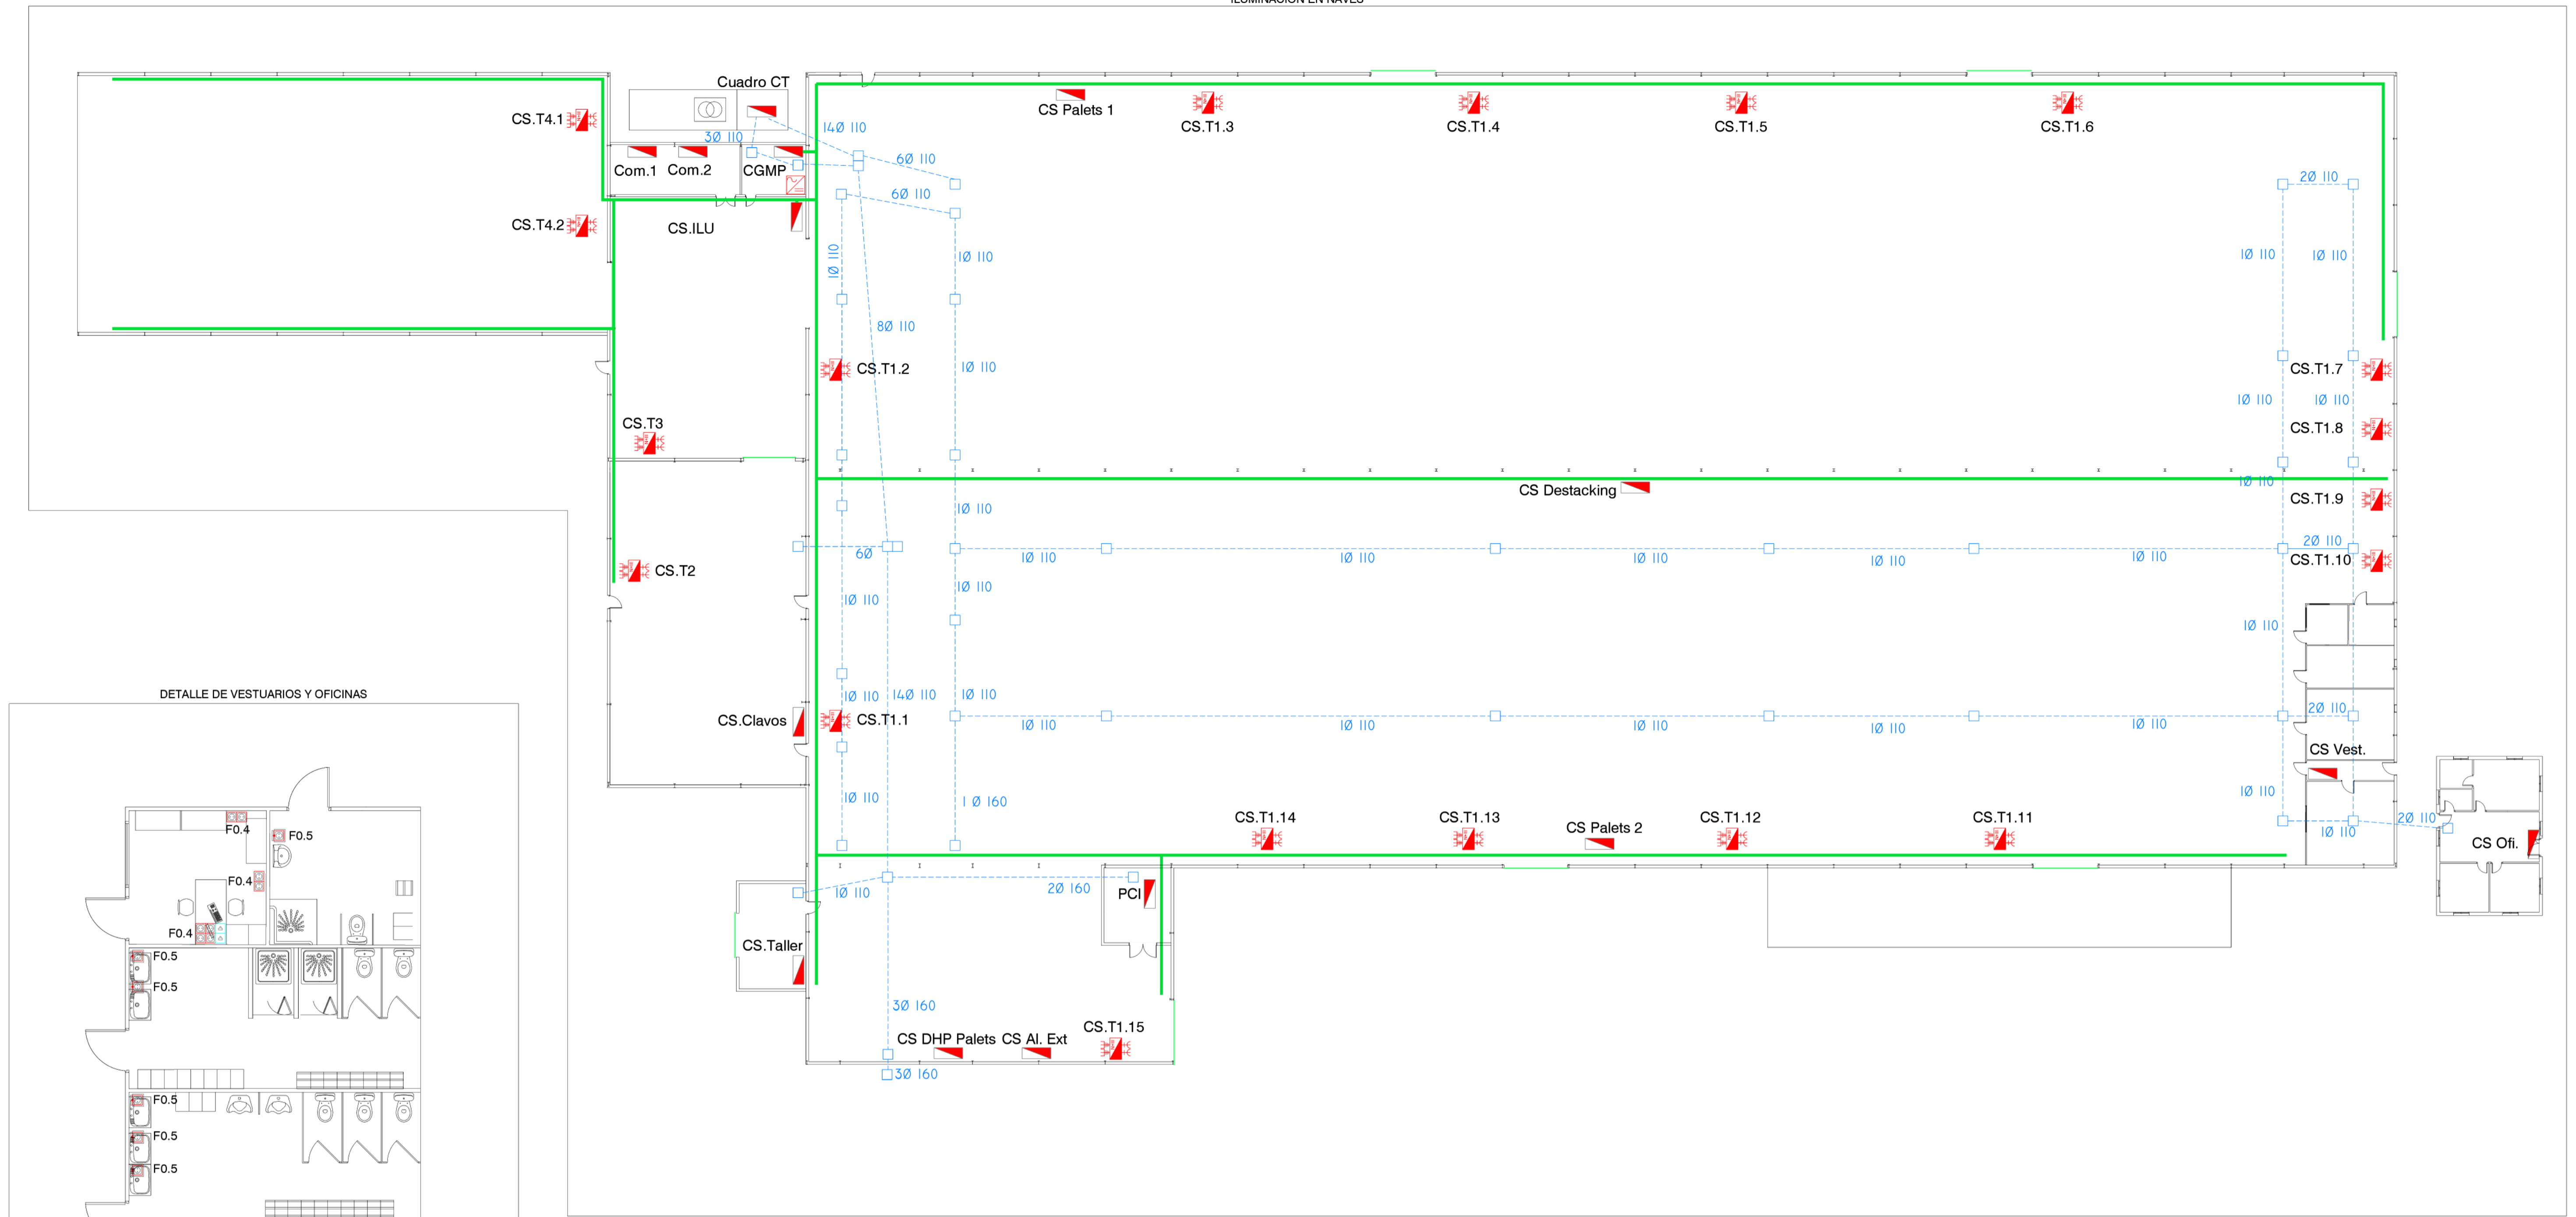 ILUMINACIÓN EN NAVES
Cuadro CT
CS.T4.1
3Ø 110
14Ø 110
CS Palets 1
CS.T1.3
CS.T1.4
CS.T1.5
CS.T1.6
Com.1
Com.2
CGMP
6Ø 110
6Ø 110
2Ø 110
CS.T4.2
CS.ILU
1Ø 110
1Ø 110
1Ø 110
1Ø 110
8Ø 110
CS.T1.2
1Ø 110
CS.T1.7
1Ø 110
1Ø 110
CS.T3
CS.T1.8
1Ø 110
CS Destacking
CS.T1.9
1Ø 110
6Ø
1Ø 110
1Ø 110
1Ø 110
1Ø 110
1Ø 110
2Ø 110
CS.T1.10
CS.T2
1Ø 110
1Ø 110
1Ø 110
DETALLE DE VESTUARIOS Y OFICINAS
1Ø 110
14Ø 110
1Ø 110
CS.Clavos
CS.T1.1
1Ø 110
1Ø 110
1Ø 110
1Ø 110
1Ø 110
2Ø 110
CS Vest.
1Ø 110
1 Ø 160
1Ø 110
CS.T1.14
CS.T1.13
CS Palets 2
CS.T1.12
CS.T1.11
1Ø 110
2Ø 110
CS Ofi.
F0.4
F0.5
F0.4
F0.4
1Ø 110
2Ø 160
PCI
CS.Taller
F0.5
F0.5
3Ø 160
CS DHP Palets
CS Al. Ext
CS.T1.15
3Ø 160
F0.5
F0.5
F0.5